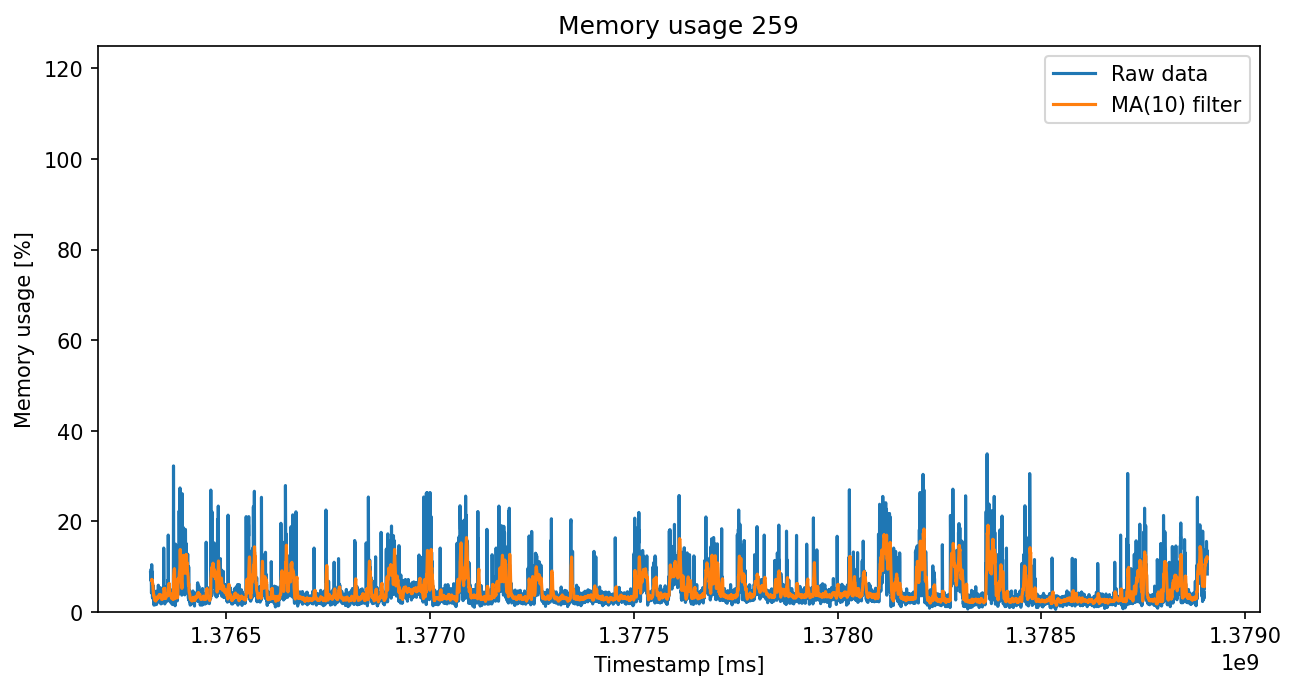 Memory usage 259
Raw data
MA(10) filter
Memory usage [%]
120
100
80
60
40
20
0
1.3765 1.3770 1.3775 1.3780 1.3785 1.3790
1e9
Timestamp [ms]